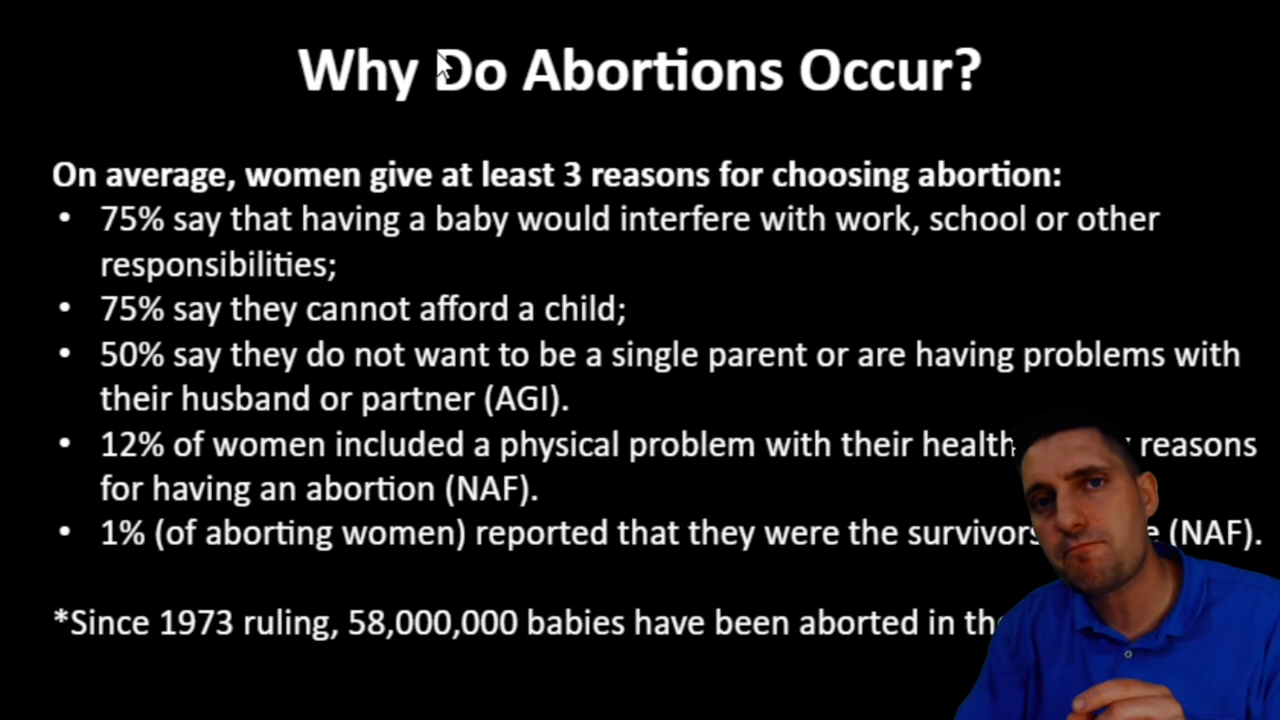 Why Do Abortions Occur?
On average, women give at least 3 reasons for choosing abortion:
• 75% say that having a baby would interfere with work, school or other
responsibilities;
• 75% say they cannot afford a child;
• 50% say they do not want to be a single parent or are having problems with
their husband or partner (AGI).
• 12% of women included a physical problem with their health reasons
for having an abortion (NAF).
• 1% (of aborting women) reported that they were the survivors (NAF).
*Since 1973 ruling, 58,000,000 babies have been aborted in the